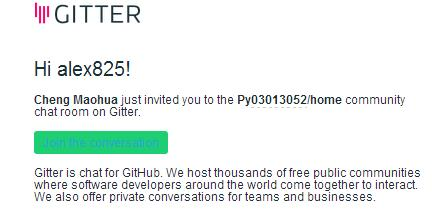 GITTER
Hi alex825!
Cheng Maohua just invited you to the Py03013052/home community
chat room on Gitter.
Join the conversation
Gitter is chat for GitHub. We host thousands of free public communities
where software developers around the world come together to interact.
We also offer private conversations for teams and businesses.